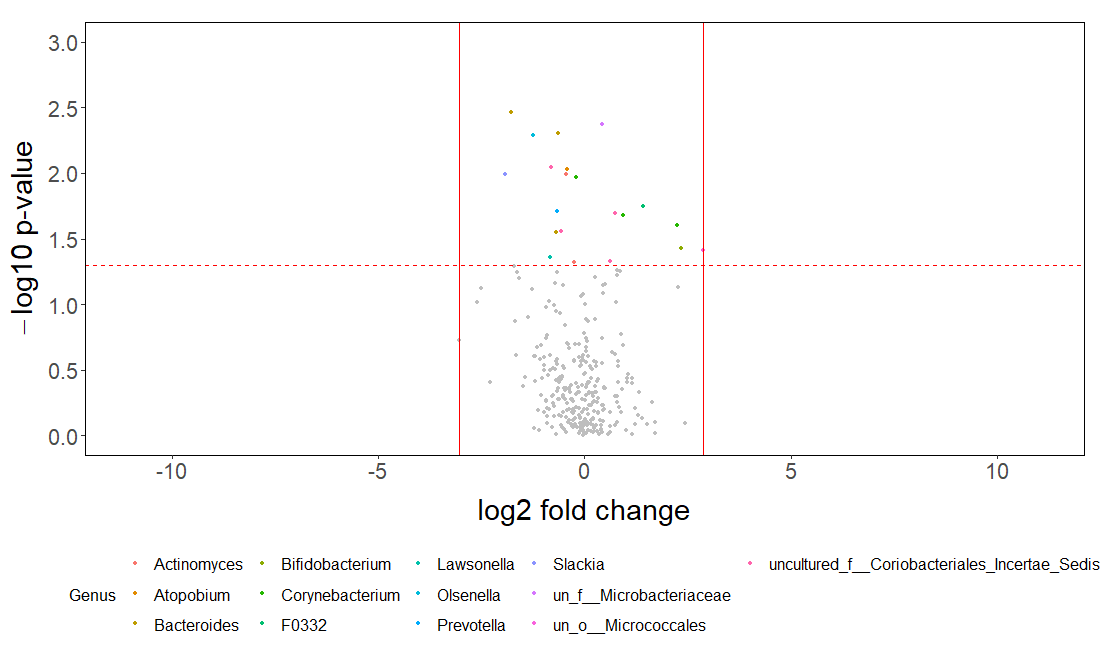 3.0
2.5
2.0
1.5
1.0
0.5
0.0
− log10 p-value
-10 -5 0 5 10
log2 fold change
Actinomyces Bifidobacterium Lawsonella Slackia uncultured_f__Coriobacteriales_Incertae_Sedis
Genus Atopobium Corynebacterium Olsenella un_f__Microbacteriaceae
Bacteroides F0332 Prevotella un_o__Micrococcales